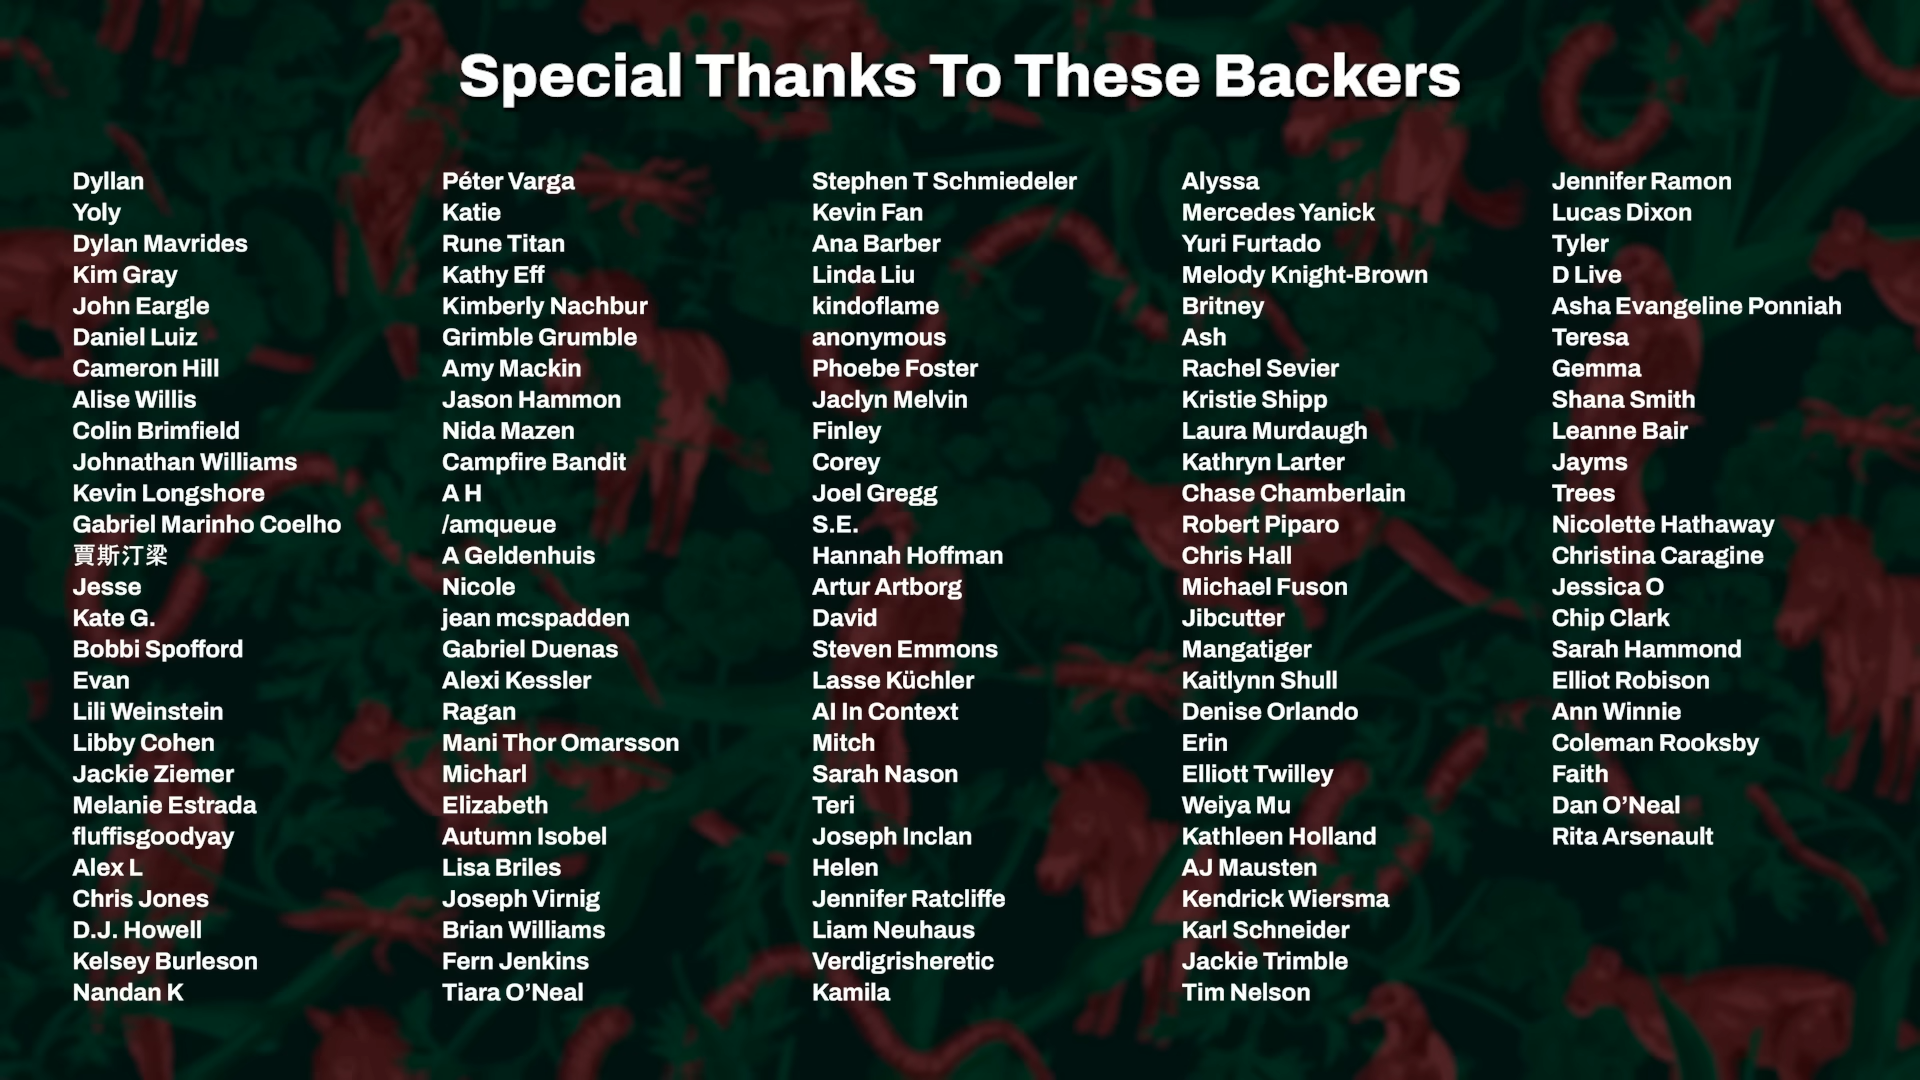 Special Thanks To These Backers
Dyllan
Yoly
Dylan Mavrides
Kim Gray
John Eargle
Daniel Luiz
Cameron Hill
Alise Willis
Colin Brimfield
Johnathan Williams
Kevin Longshore
Gabriel Marinho Coelho
賈斯汀梁
Jesse
Kate G.
Bobbi Spofford
Evan
Lili Weinstein
Libby Cohen
Jackie Ziemer
Melanie Estrada
fluffisgoodyay
Alex L
Chris Jones
D.J. Howell
Kelsey Burleson
Nandan K
Péter Varga
Katie
Rune Titan
Kathy Eff
Kimberly Nachbur
Grimble Grumble
Amy Mackin
Jason Hammon
Nida Mazen
Campfire Bandit
A H
/amqueue
A Geldenhuis
Nicole
jean mcspadden
Gabriel Duenas
Alexi Kessler
Ragan
Mani Thor Omarsson
Micharl
Elizabeth
Autumn Isobel
Lisa Briles
Joseph Virnig
Brian Williams
Fern Jenkins
Tiara O’Neal
Stephen T Schmiedeler
Kevin Fan
Ana Barber
Linda Liu
kindoflame
anonymous
Phoebe Foster
Jaclyn Melvin
Finley
Corey
Joel Gregg
S.E.
Hannah Hoffman
Artur Artborg
David
Steven Emmons
Lasse Küchler
AI In Context
Mitch
Sarah Nason
Teri
Joseph Inclan
Helen
Jennifer Ratcliffe
Liam Neuhaus
Verdigrisheretic
Kamila
Alyssa
Mercedes Yanick
Yuri Furtado
Melody Knight-Brown
Britney
Ash
Rachel Sevier
Kristie Shipp
Laura Murdaugh
Kathryn Larter
Chase Chamberlain
Robert Piparo
Chris Hall
Michael Fuson
Jibcutter
Mangatiger
Kaitlynn Shull
Denise Orlando
Erin
Elliott Twilley
Weiya Mu
Kathleen Holland
AJ Mausten
Kendrick Wiersma
Karl Schneider
Jackie Trimble
Tim Nelson
Jennifer Ramon
Lucas Dixon
Tyler
D Live
Asha Evangeline Ponniah
Teresa
Gemma
Shana Smith
Leanne Bair
Jayms
Trees
Nicolette Hathaway
Christina Caragine
Jessica O
Chip Clark
Sarah Hammond
Elliot Robison
Ann Winnie
Coleman Rooksby
Faith
Dan O’Neal
Rita Arsenault